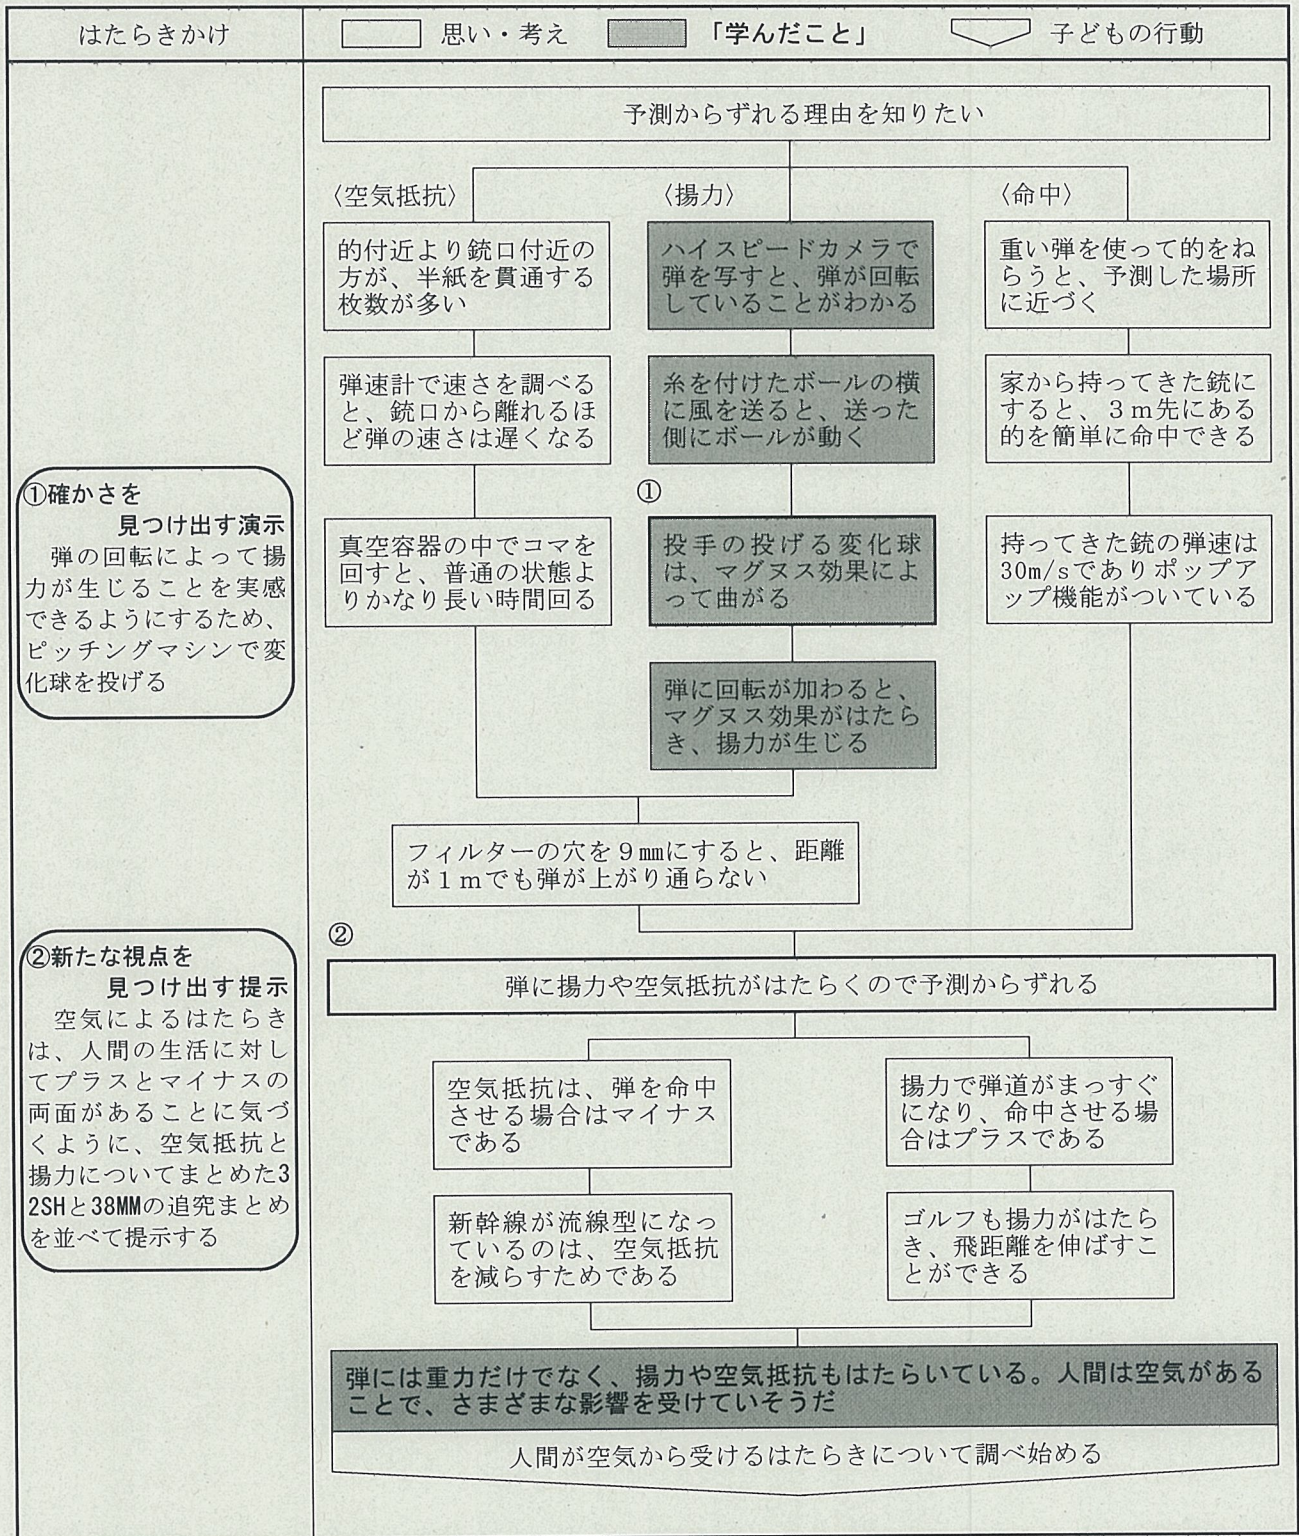 はたらきかけ
思い・考え
「学んだこと」
子どもの行動
予測からずれる理由を知りたい
〈空気抵抗〉
的付近より銃口付近の
方が、半紙を貫通する
枚数が多い
弾速計で速さを調べる
と、銃口から離れるほ
ど弾の速さは遅くなる
真空容器の中でコマを
回すと、普通の状態よ
りかなり長い時間回る
〈揚力〉
ハイスピードカメラで
弾を写すと、弾が回転
していることがわかる
糸を付けたボールの横
に風を送ると、送った
側にボールが動く
①
投手の投げる変化球
は、マグヌス効果によ
って曲がる
弾に回転が加わると、
マグヌス効果がはたら
き、揚力が生じる
〈命中〉
重い弾を使って的をね
らうと、予測した場所
に近づく
家から持ってきた銃に
すると、３ｍ先にある
的を簡単に命中できる
持ってきた銃の弾速は
30m/sでありポップア
ップ機能がついている
①確かさを
見つけ出す演示
弾の回転によって揚
力が生じることを実感
できるようにするため、
ピッチングマシンで変
化球を投げる
フィルターの穴を９㎜にすると、距離
が１ｍでも弾が上がり通らない
②
弾に揚力や空気抵抗がはたらくので予測からずれる
②新たな視点を
見つけ出す提示
空気によるはたらき
は、人間の生活に対し
てプラスとマイナスの
両面があることに気づ
くように、空気抵抗と
揚力についてまとめた3
2SHと38MMの追究まとめ
を並べて提示する
空気抵抗は、弾を命中
させる場合はマイナス
である
新幹線が流線型になっ
ているのは、空気抵抗
を減らすためである
揚力で弾道がまっすぐ
になり、命中させる場
合はプラスである
ゴルフも揚力がはたら
き、飛距離を伸ばすこ
とができる
弾には重力だけでなく、揚力や空気抵抗もはたらいている。人間は空気がある
ことで、さまざまな影響を受けていそうだ
人間が空気から受けるはたらきについて調べ始める